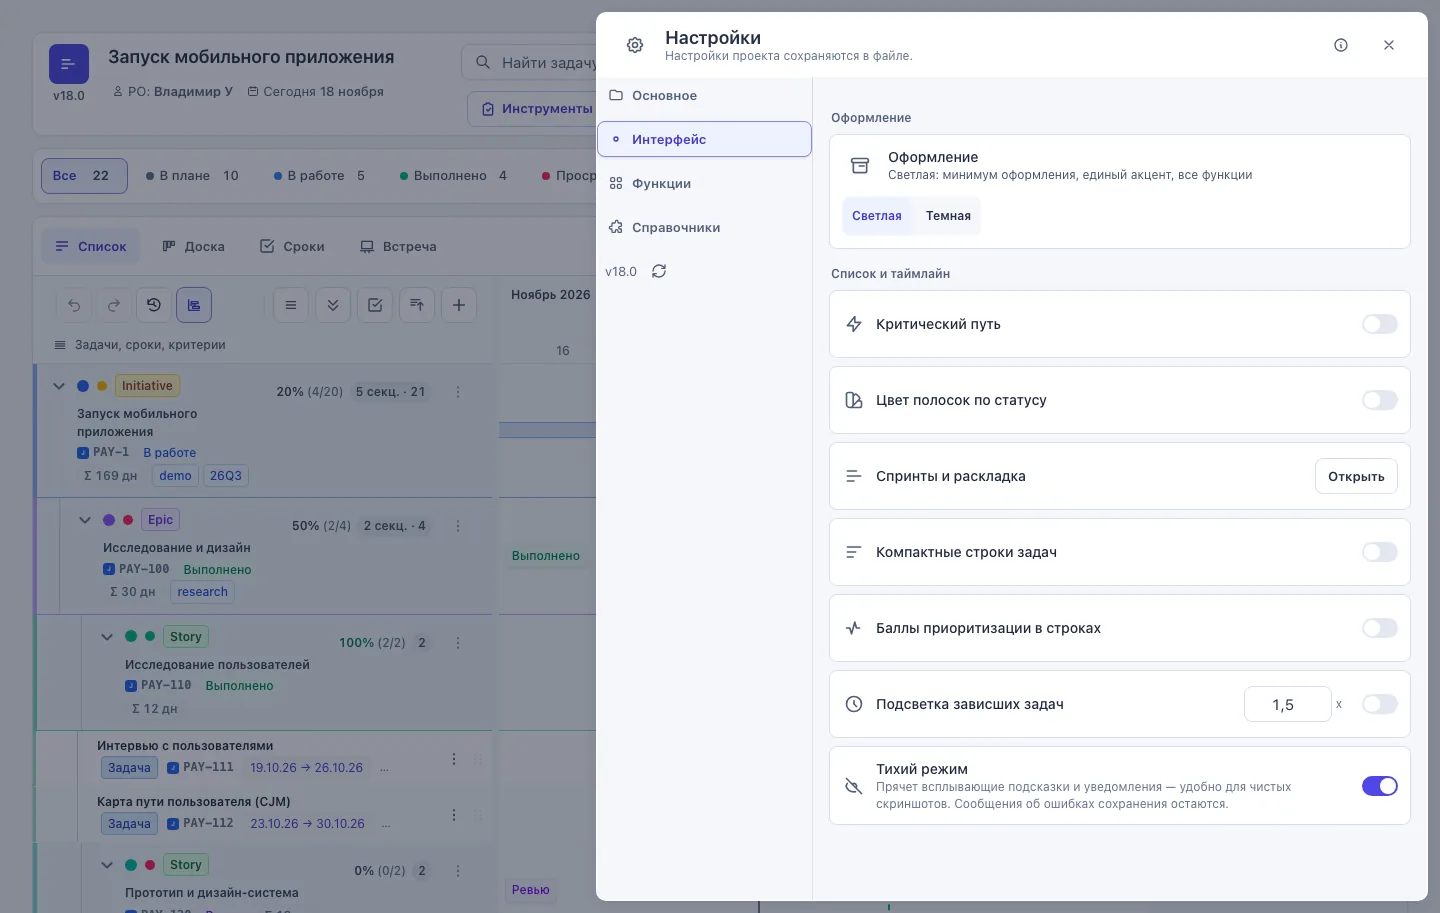 Запуск мобильного приложения
v18.0
PO: Владимир У
Сегодня 18 ноября
Найти задачу
Инструменты
Все 22
В плане 10
В работе 5
Выполнено 4
Список
Доска
Сроки
Встреча
Ноябрь 2026
16
Задачи, сроки, критерии
Initiative
20% (4/20)
5 секц. · 21
Запуск мобильного
приложения
PAY-1 В работе
Σ 169 дн
demo
26Q3
Epic
50% (2/4)
2 секц. · 4
Исследование и дизайн
PAY-100 Выполнено
Σ 30 дн
research
Выполнено
Story
100% (2/2) 2
Исследование пользователей
PAY-110 Выполнено
Σ 12 дн
Интервью с пользователями
Задача PAY-111 19.10.26 → 26.10.26 ...
Карта пути пользователя (CJM)
Задача PAY-112 23.10.26 → 30.10.26 ...
Story
0% (0/2) 2
Прототип и дизайн-система
Ревью
Настройки
Настройки проекта сохраняются в файле.
Основное
Интерфейс
Функции
Справочники
v18.0
Оформление
Оформление
Светлая: минимум оформления, единый акцент, все функции
Светлая
Темная
Список и таймлайн
Критический путь
Цвет полосок по статусу
Спринты и раскладка
Открыть
Компактные строки задач
Баллы приоритизации в строках
Подсветка зависших задач
1,5 x
Тихий режим
Прячет всплывающие подсказки и уведомления — удобно для чистых
скриншотов. Сообщения об ошибках сохранения остаются.